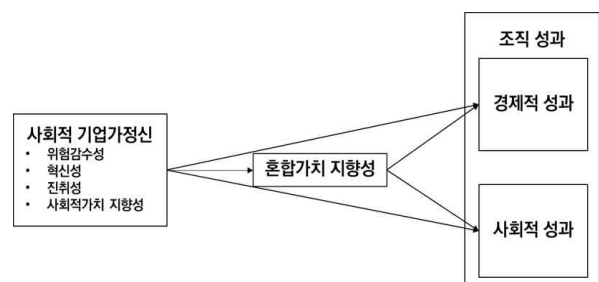 사회적 기업가정신
• 위험감수성
• 혁신성
• 진취성
• 사회적가치 지향성
혼합가치 지향성
조직 성과
경제적 성과
사회적 성과